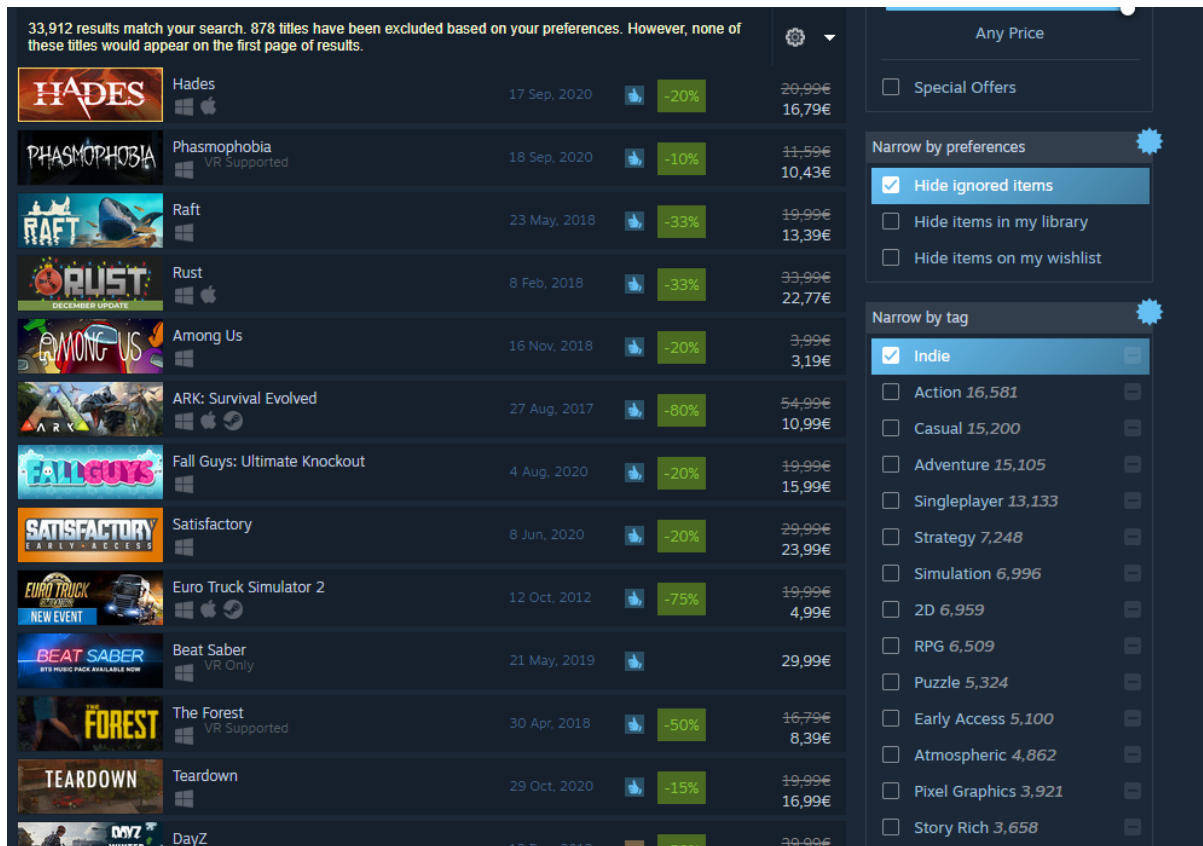 33,912 results match your search. 878 titles have been excluded based on your preferences. However, none of
these titles would appear on the first page of results.
HADES
Hades
17 Sep, 2020
-20%
20,99€
16,79€
PHASMOPHOBIA
Phasmophobia
VR Supported
18 Sep, 2020
-10%
11,59€
10,43€
RAFT
Raft
23 May, 2018
-33%
19,99€
13,39€
RUST
DECEMBER UPDATE
Rust
8 Feb, 2018
-33%
33,99€
22,77€
AMONG US
Among Us
16 Nov, 2018
-20%
3,99€
3,19€
ARK
ARK: Survival Evolved
27 Aug, 2017
-80%
54,99€
10,99€
FALL GUYS
Fall Guys: Ultimate Knockout
4 Aug, 2020
-20%
19,99€
15,99€
SATISFACTORY
EARLY-ACCESS
Satisfactory
8 Jun, 2020
-20%
29,99€
23,99€
EURO TRUCK
NEW EVENT
Euro Truck Simulator 2
12 Oct, 2012
-75%
19,99€
4,99€
BEAT SABER
BTS MUSIC PACK AVAILABLE NOW
Beat Saber
VR Only
21 May, 2019
29,99€
THE
FOREST
The Forest
VR Supported
30 Apr, 2018
-50%
16,79€
8,39€
TEARDOWN
Teardown
29 Oct, 2020
-15%
19,99€
16,99€
DAYZ
DayZ
39,99€
Any Price
Special Offers
Narrow by preferences
Hide ignored items
Hide items in my library
Hide items on my wishlist
Narrow by tag
Indie
Action 16,581
Casual 15,200
Adventure 15,105
Singleplayer 13,133
Strategy 7,248
Simulation 6,996
2D 6,959
RPG 6,509
Puzzle 5,324
Early Access 5,100
Atmospheric 4,862
Pixel Graphics 3,921
Story Rich 3,658